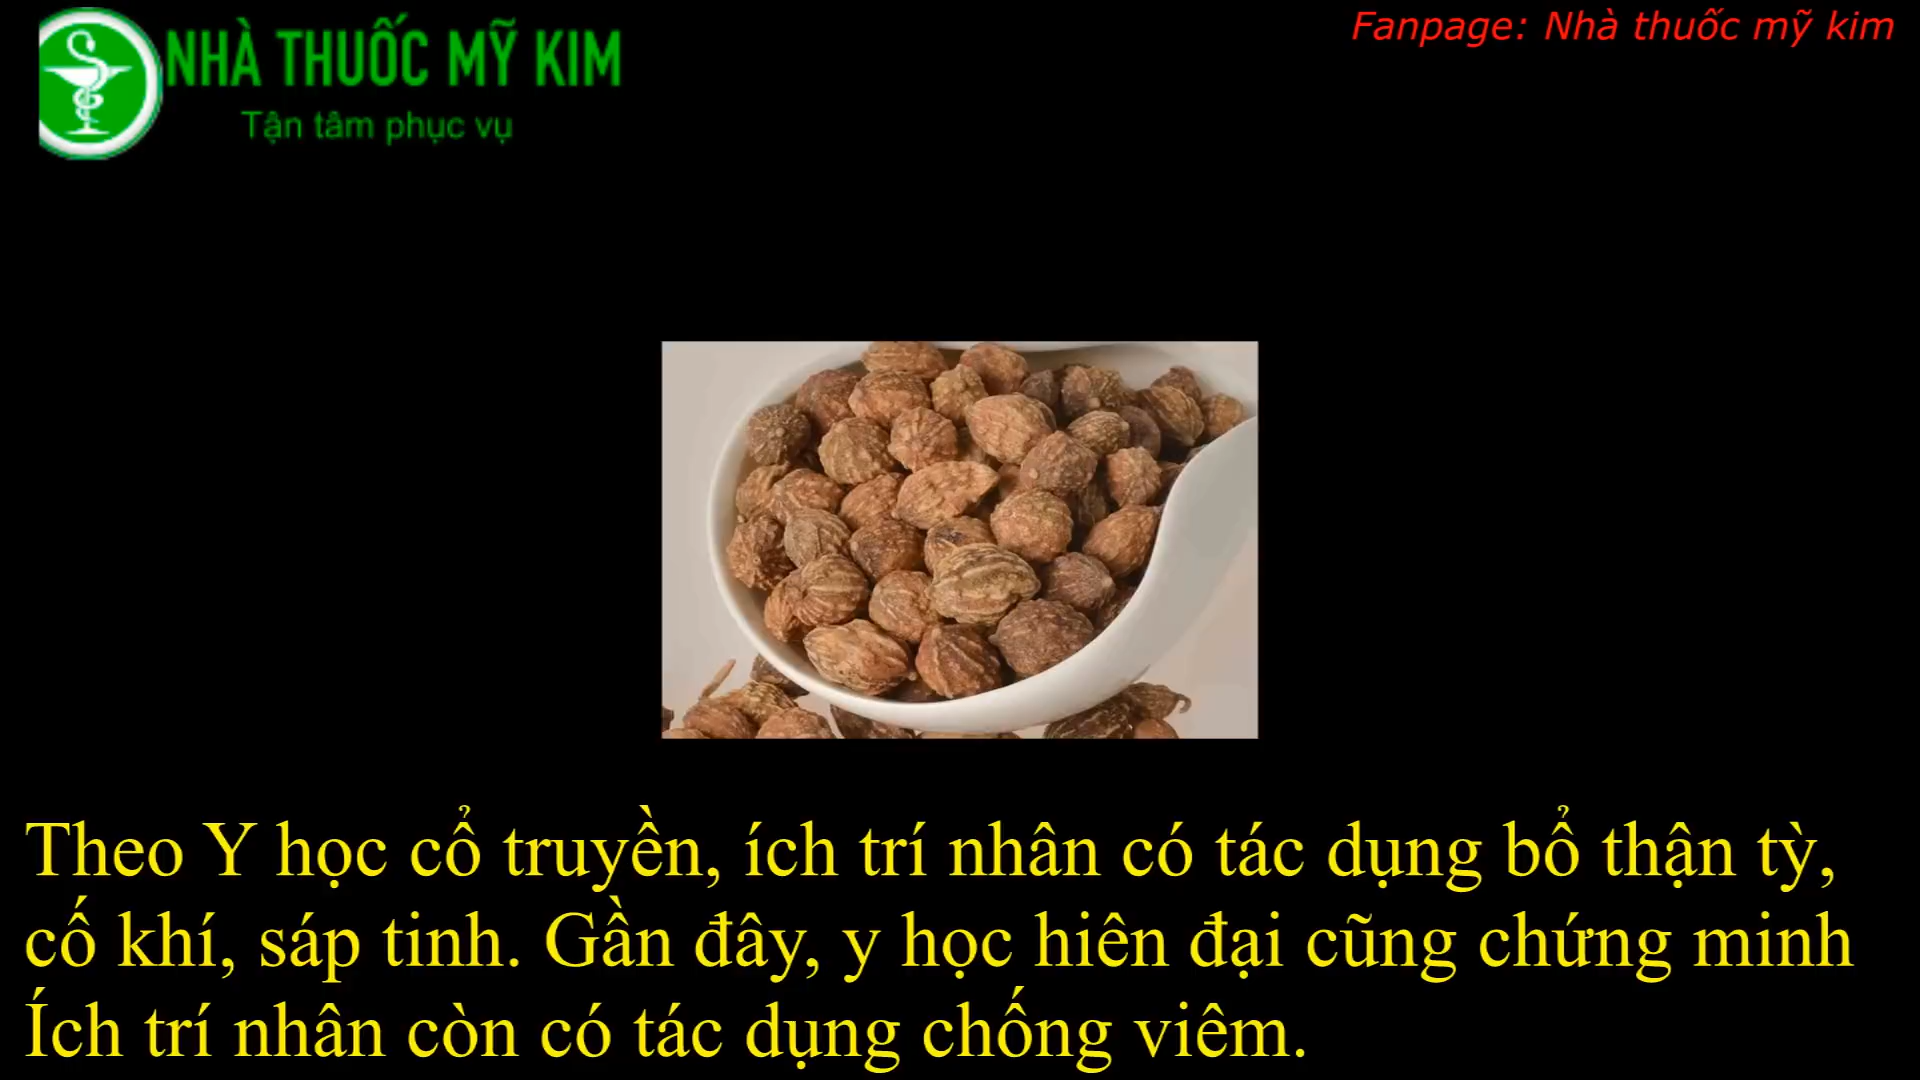 NHÀ THUỐC MỸ KIM
Tận tâm phục vụ
Fanpage: Nhà thuốc mỹ kim
Theo Y học cổ truyền, ích trí nhân có tác dụng bổ thận tỳ,
cố khí, sáp tinh. Gần đây, y học hiên đại cũng chứng minh
Ích trí nhân còn có tác dụng chống viêm.